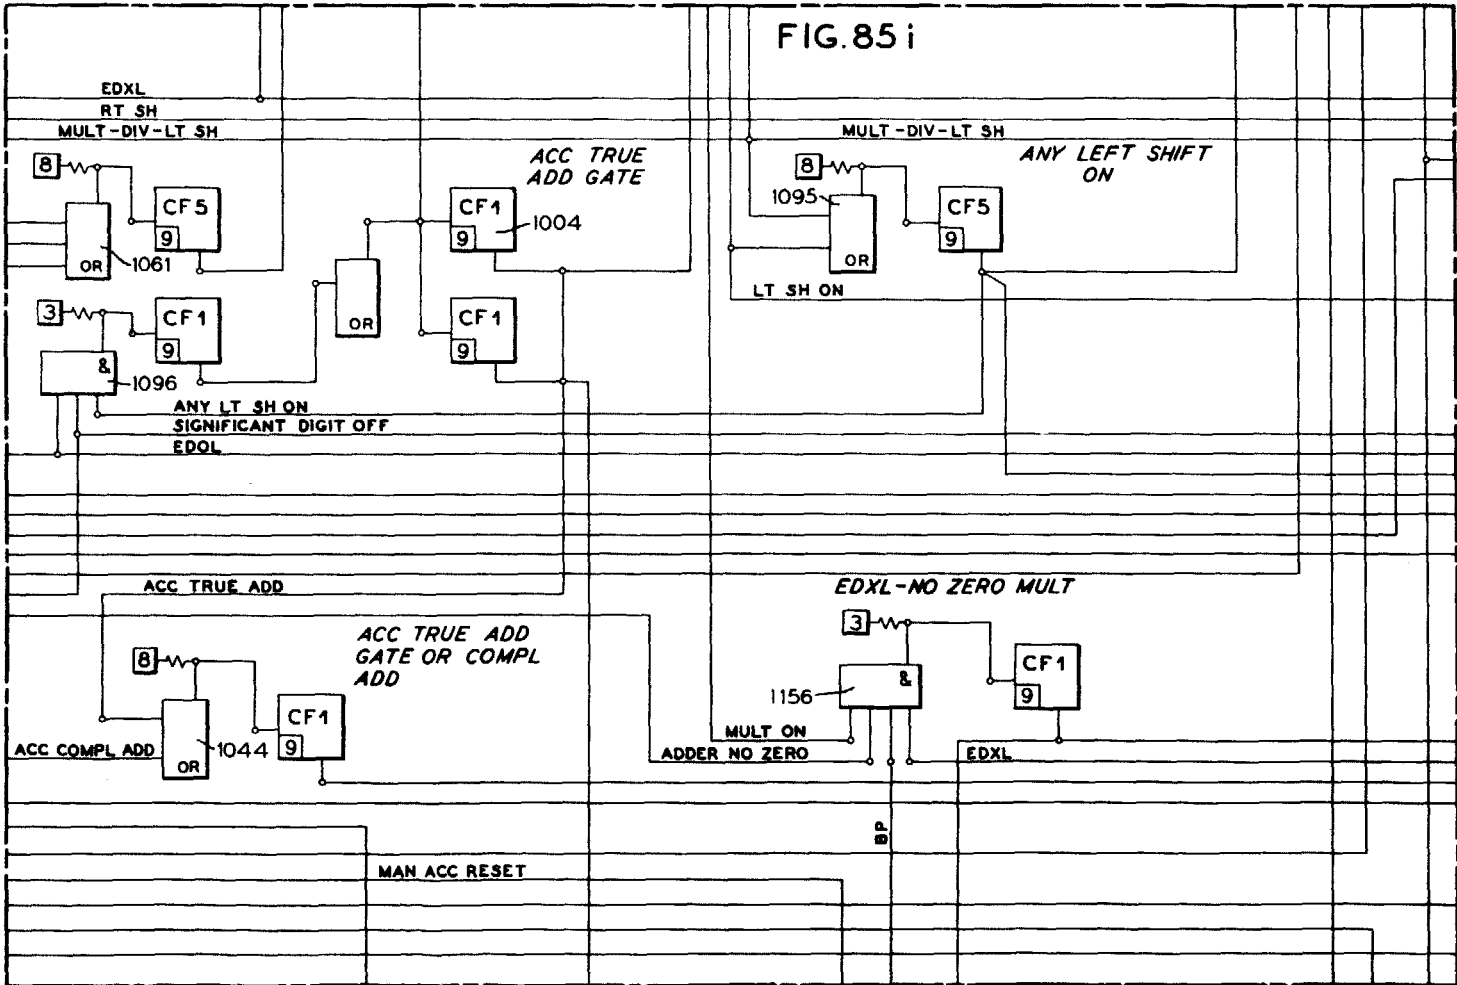 FIG. 85 i
EDXL
RT SH
MULT-DIV-LT SH
MULT-DIV-LT SH
8
CF5
9
1061
OR
ACC TRUE
ADD GATE
CF1
9
1004
OR
8
1095
OR
CF5
9
ANY LEFT SHIFT
ON
LT SH ON
3
CF1
9
&
1096
CF1
9
ANY LT SH ON
SIGNIFICANT DIGIT OFF
EDOL
ACC TRUE ADD
ACC TRUE ADD
GATE OR COMPL
ADD
8
CF1
9
ACC COMPL ADD
1044
OR
EDXL-NO ZERO MULT
3
&
1156
CF1
9
MULT ON
ADDER NO ZERO
EDXL
BP
MAN ACC RESET